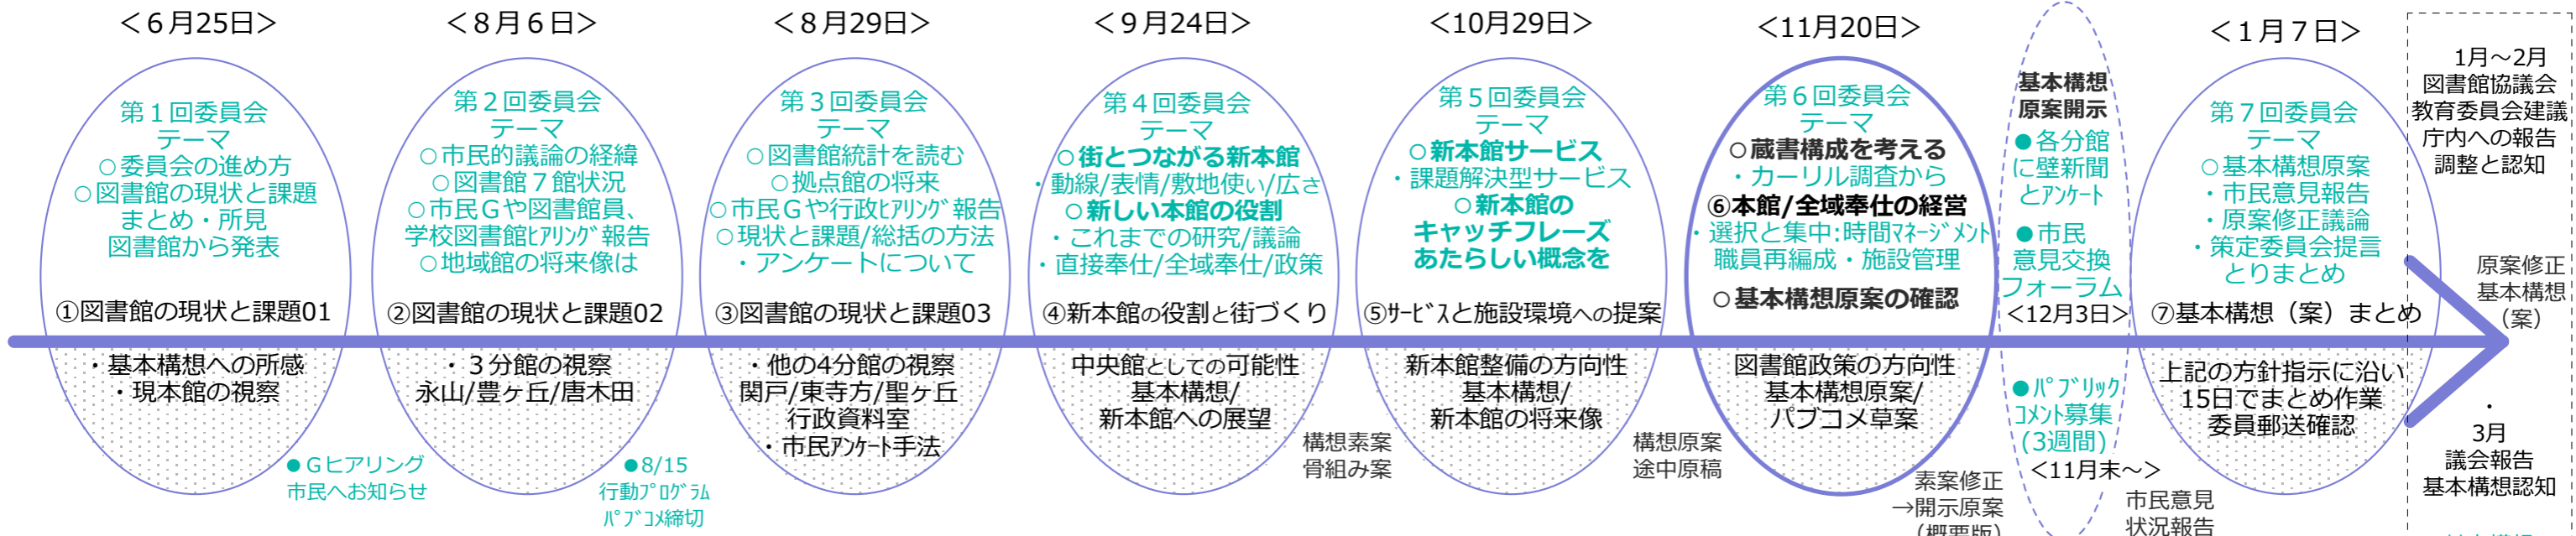 ＜６月25日＞
第１回委員会
テーマ
○委員会の進め方
○図書館の現状と課題
まとめ・所見
図書館から発表
①図書館の現状と課題01
・基本構想への所感
・現本館の視察
●Ｇヒアリング
市民へお知らせ
＜８月６日＞
第２回委員会
テーマ
○市民的議論の経緯
○図書館７館状況
○市民Ｇや図書館員、
学校図書館ﾋｱﾘﾝｸﾞ報告
○地域館の将来像は
②図書館の現状と課題02
・３分館の視察
永山/豊ヶ丘/唐木田
●8/15
行動ﾌﾟﾛｸﾞﾗﾑ
ﾊﾟﾌﾞｺﾒ締切
＜８月29日＞
第３回委員会
テーマ
○図書館統計を読む
○拠点館の将来
○市民Ｇや行政ﾋｱﾘﾝｸﾞ報告
○現状と課題/総括の方法
・アンケートについて
③図書館の現状と課題03
・他の4分館の視察
関戸/東寺方/聖ヶ丘
行政資料室
・市民ｱﾝｹｰﾄ手法
＜９月24日＞
第４回委員会
テーマ
○街とつながる新本館
・動線/表情/敷地使い/広さ
○新しい本館の役割
・これまでの研究/議論
・直接奉仕/全域奉仕/政策
④新本館の役割と街づくり
中央館としての可能性
基本構想/
新本館への展望
構想素案
骨組み案
＜10月29日＞
第５回委員会
テーマ
○新本館サービス
・課題解決型サービス
○新本館の
キャッチフレーズ
あたらしい概念を
⑤ｻｰﾋﾞｽと施設環境への提案
新本館整備の方向性
基本構想/
新本館の将来像
構想原案
途中原稿
＜11月20日＞
第６回委員会
テーマ
○蔵書構成を考える
・カーリル調査から
⑥本館/全域奉仕の経営
・選択と集中:時間ﾏﾈｰｼﾞﾒﾝﾄ
職員再編成・施設管理
○基本構想原案の確認
図書館政策の方向性
基本構想原案/
パブコメ草案
素案修正
→開示原案
（概要版）
基本構想
原案開示
●各分館
に壁新聞
とｱﾝｹｰﾄ
●市民
意見交換
フォーラム
＜12月3日＞
●ﾊﾟﾌﾞﾘｯｸ
ｺﾒﾝﾄ募集
(3週間)
＜11月末～＞
市民意見
状況報告
＜１月７日＞
第７回委員会
テーマ
○基本構想原案
・市民意見報告
・原案修正議論
・策定委員会提言
とりまとめ
⑦基本構想（案）まとめ
上記の方針指示に沿い
15日でまとめ作業
委員郵送確認
1月～2月
図書館協議会
教育委員会建議
庁内への報告
調整と認知
原案修正
基本構想
（案）
・
3月
議会報告
基本構想認知